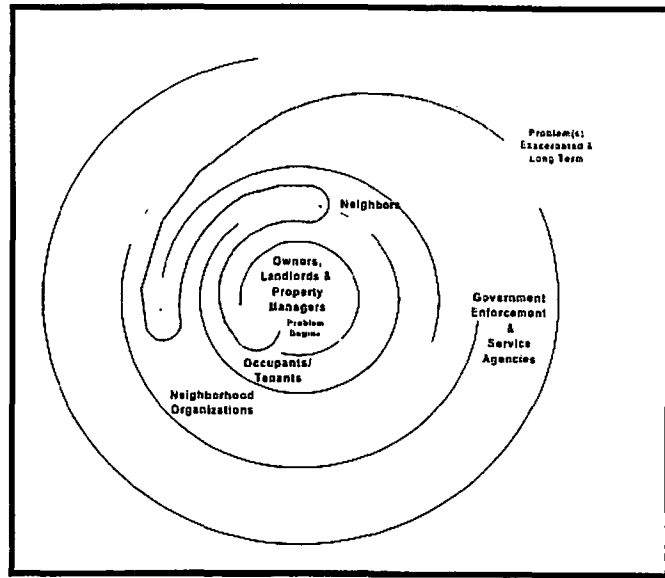 Problem(s)
Exacerbated &
Long Term
Neighbors
Owners,
Landlords &
Property
Managers
Problem
Begins
Government
Enforcement
&
Service
Agencies
Occupants/
Tenants
Neighborhood
Organizations